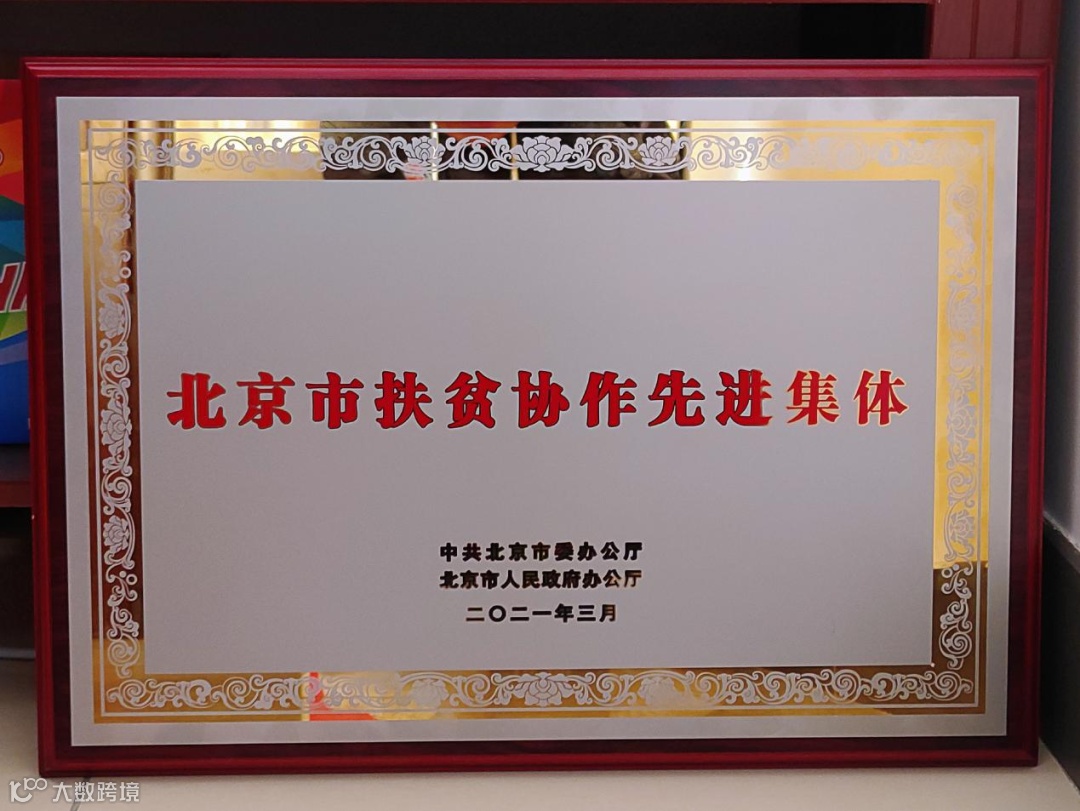 北京市扶贫协作先进集体
中共北京市委办公厅
北京市人民政府办公厅
二〇二一年三月
大数跨境